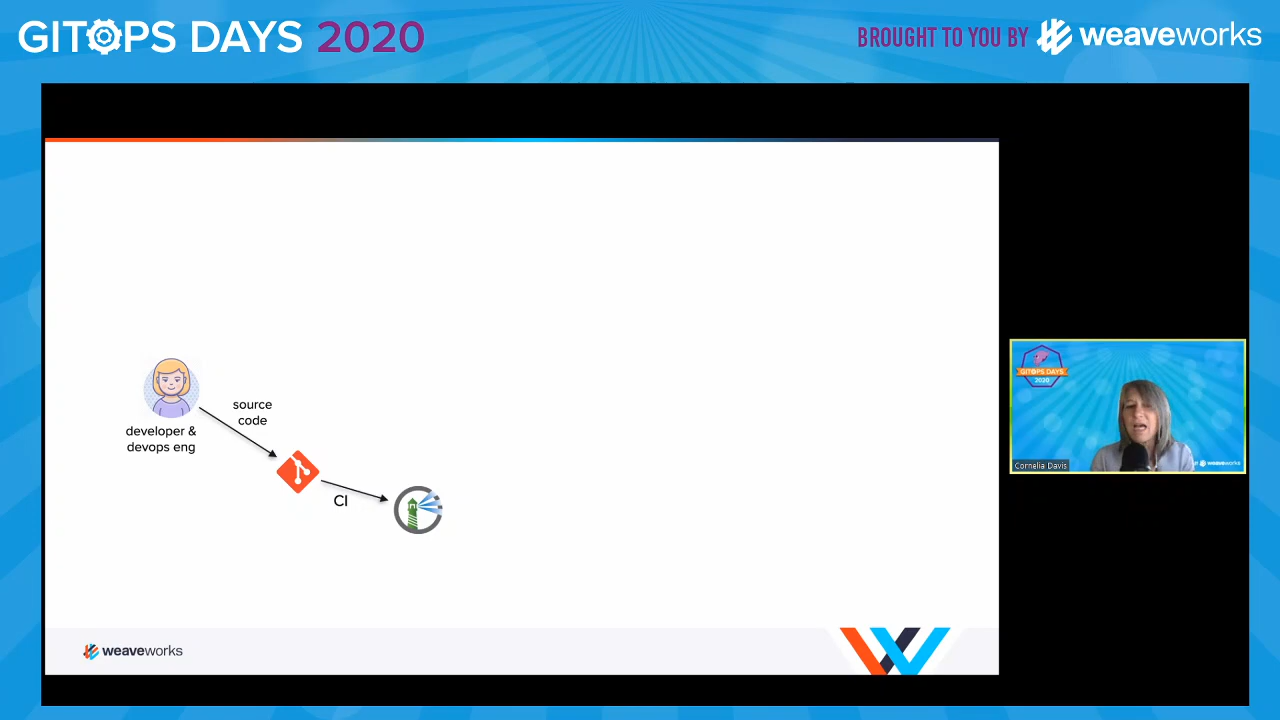 GITOPS DAYS 2020
BROUGHT TO YOU BY weaveworks
source
code
developer &
devops eng
CI
GITOPS DAYS
2020
Cornelia Davis
weaveworks
weaveworks